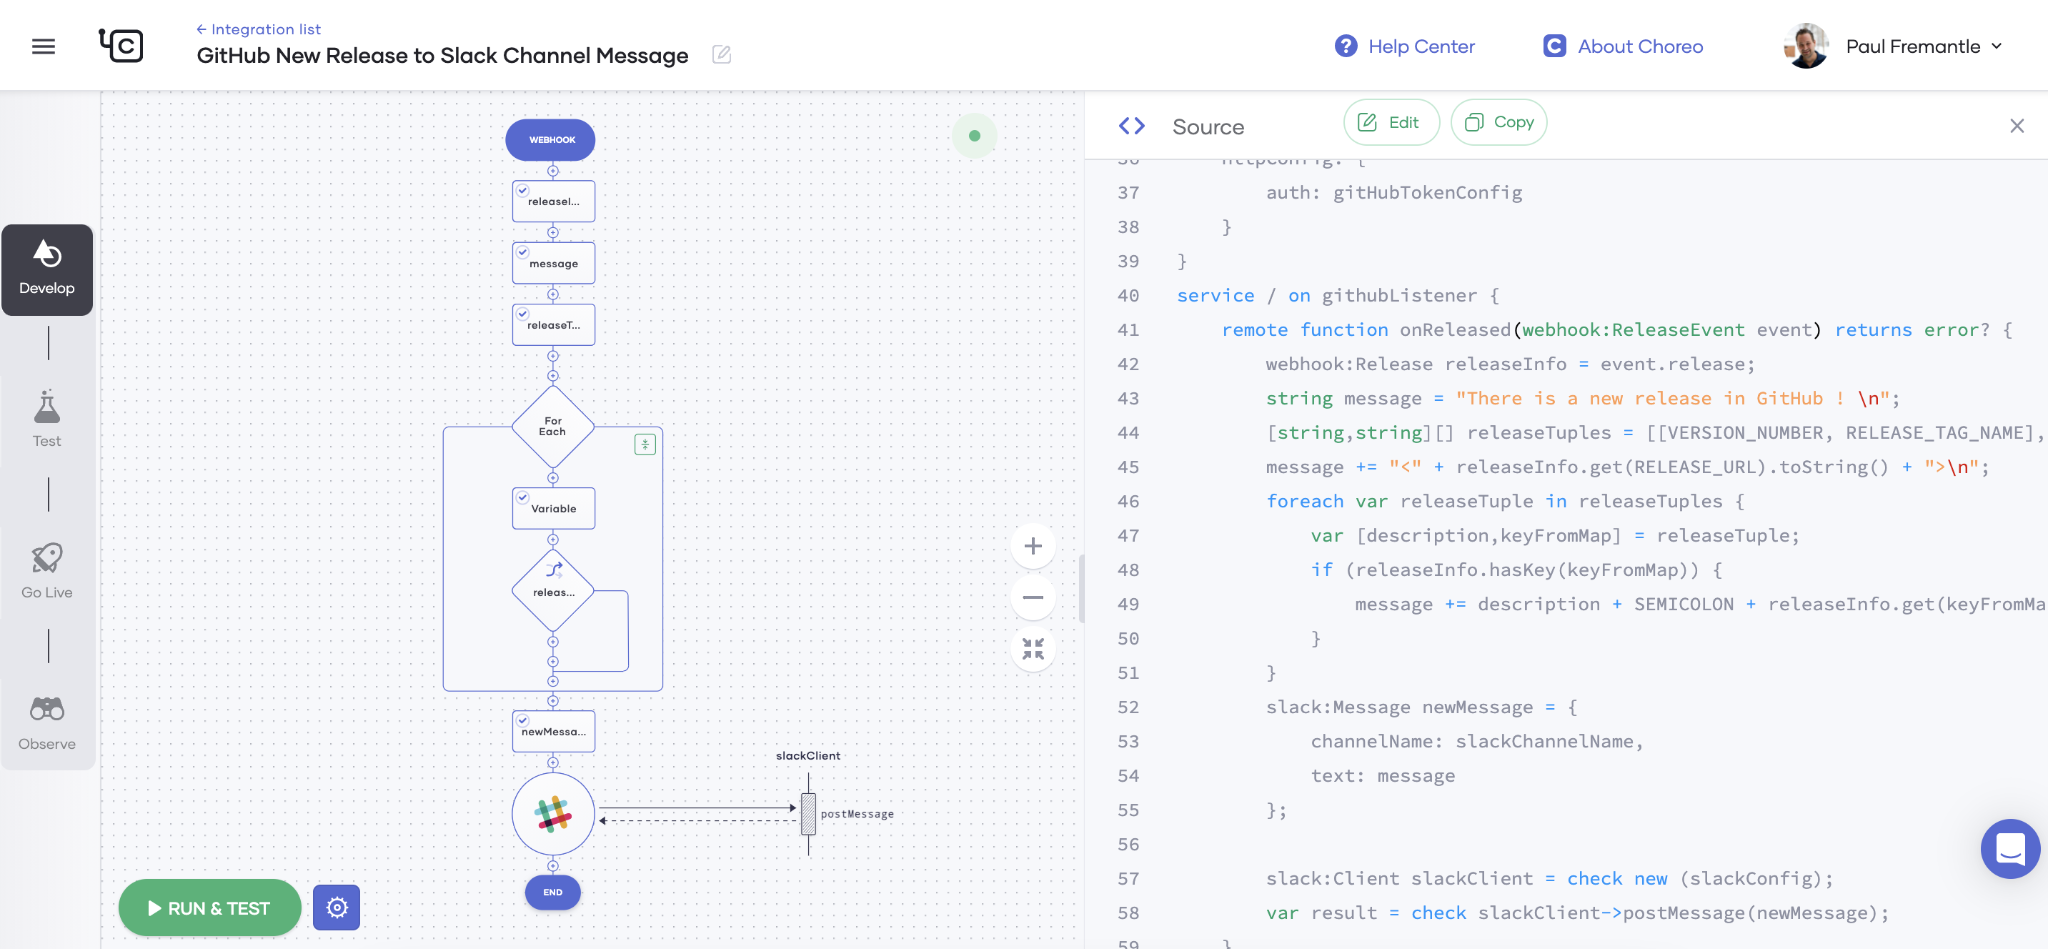 ← Integration list
GitHub New Release to Slack Channel Message
Help Center
About Choreo
Paul Fremantle
Develop
Test
Go Live
Observe
WEBHOOK
releaseI...
message
releaseT...
For
Each
Variable
releas...
newMessa...
slackClient
postMessage
END
RUN & TEST
Source
Edit
Copy
36 httpConfig: {
37 auth: gitHubTokenConfig
38 }
39 }
40 service / on githubListener {
41 remote function onReleased(webhook:ReleaseEvent event) returns error? {
42 webhook:Release releaseInfo = event.release;
43 string message = "There is a new release in GitHub ! \n";
44 [string,string][] releaseTuples = [[VERSION_NUMBER, RELEASE_TAG_NAME],
45 message += "<" + releaseInfo.get(RELEASE_URL).toString() + ">\n";
46 foreach var releaseTuple in releaseTuples {
47 var [description,keyFromMap] = releaseTuple;
48 if (releaseInfo.hasKey(keyFromMap)) {
49 message += description + SEMICOLON + releaseInfo.get(keyFromMa
50 }
51 }
52 slack:Message newMessage = {
53 channelName: slackChannelName,
54 text: message
55 };
56
57 slack:Client slackClient = check new (slackConfig);
58 var result = check slackClient->postMessage(newMessage);
59 }